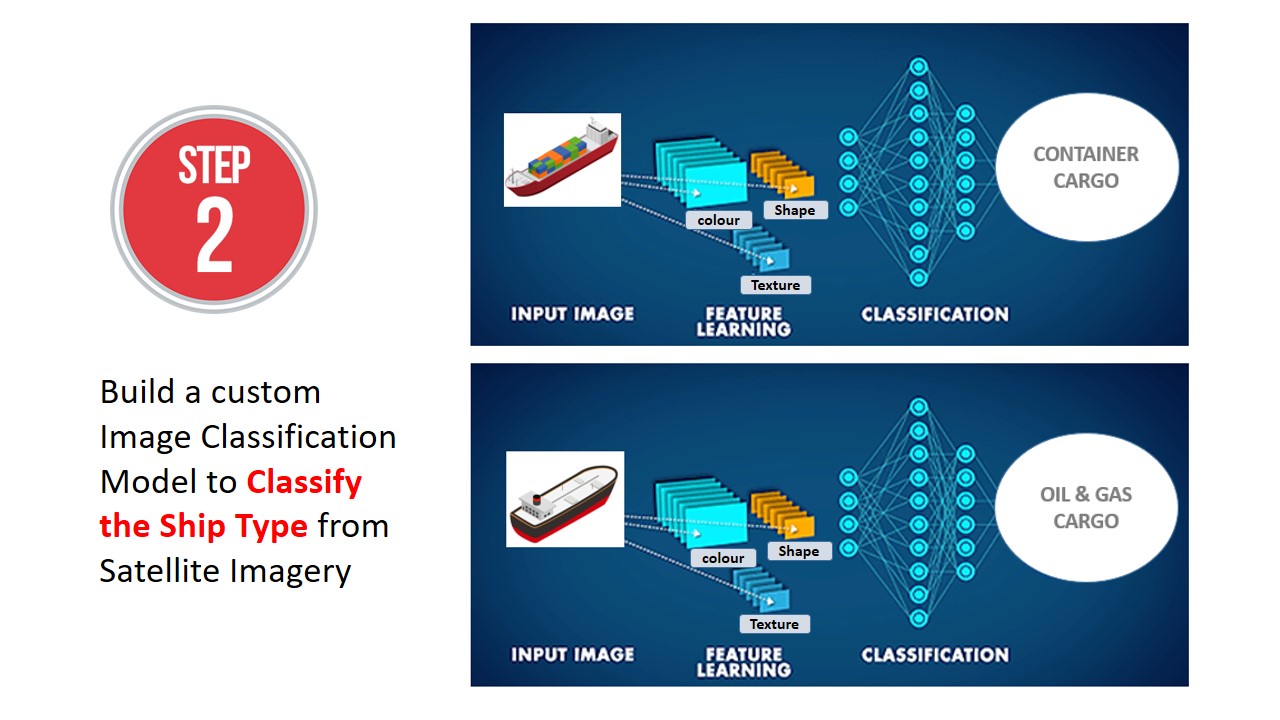 STEP
2
Build a custom
Image Classification
Model to Classify
the Ship Type from
Satellite Imagery
CONTAINER
CARGO
colour
Shape
Texture
INPUT IMAGE
FEATURE
LEARNING
CLASSIFICATION
OIL & GAS
CARGO
colour
Shape
Texture
INPUT IMAGE
FEATURE
LEARNING
CLASSIFICATION